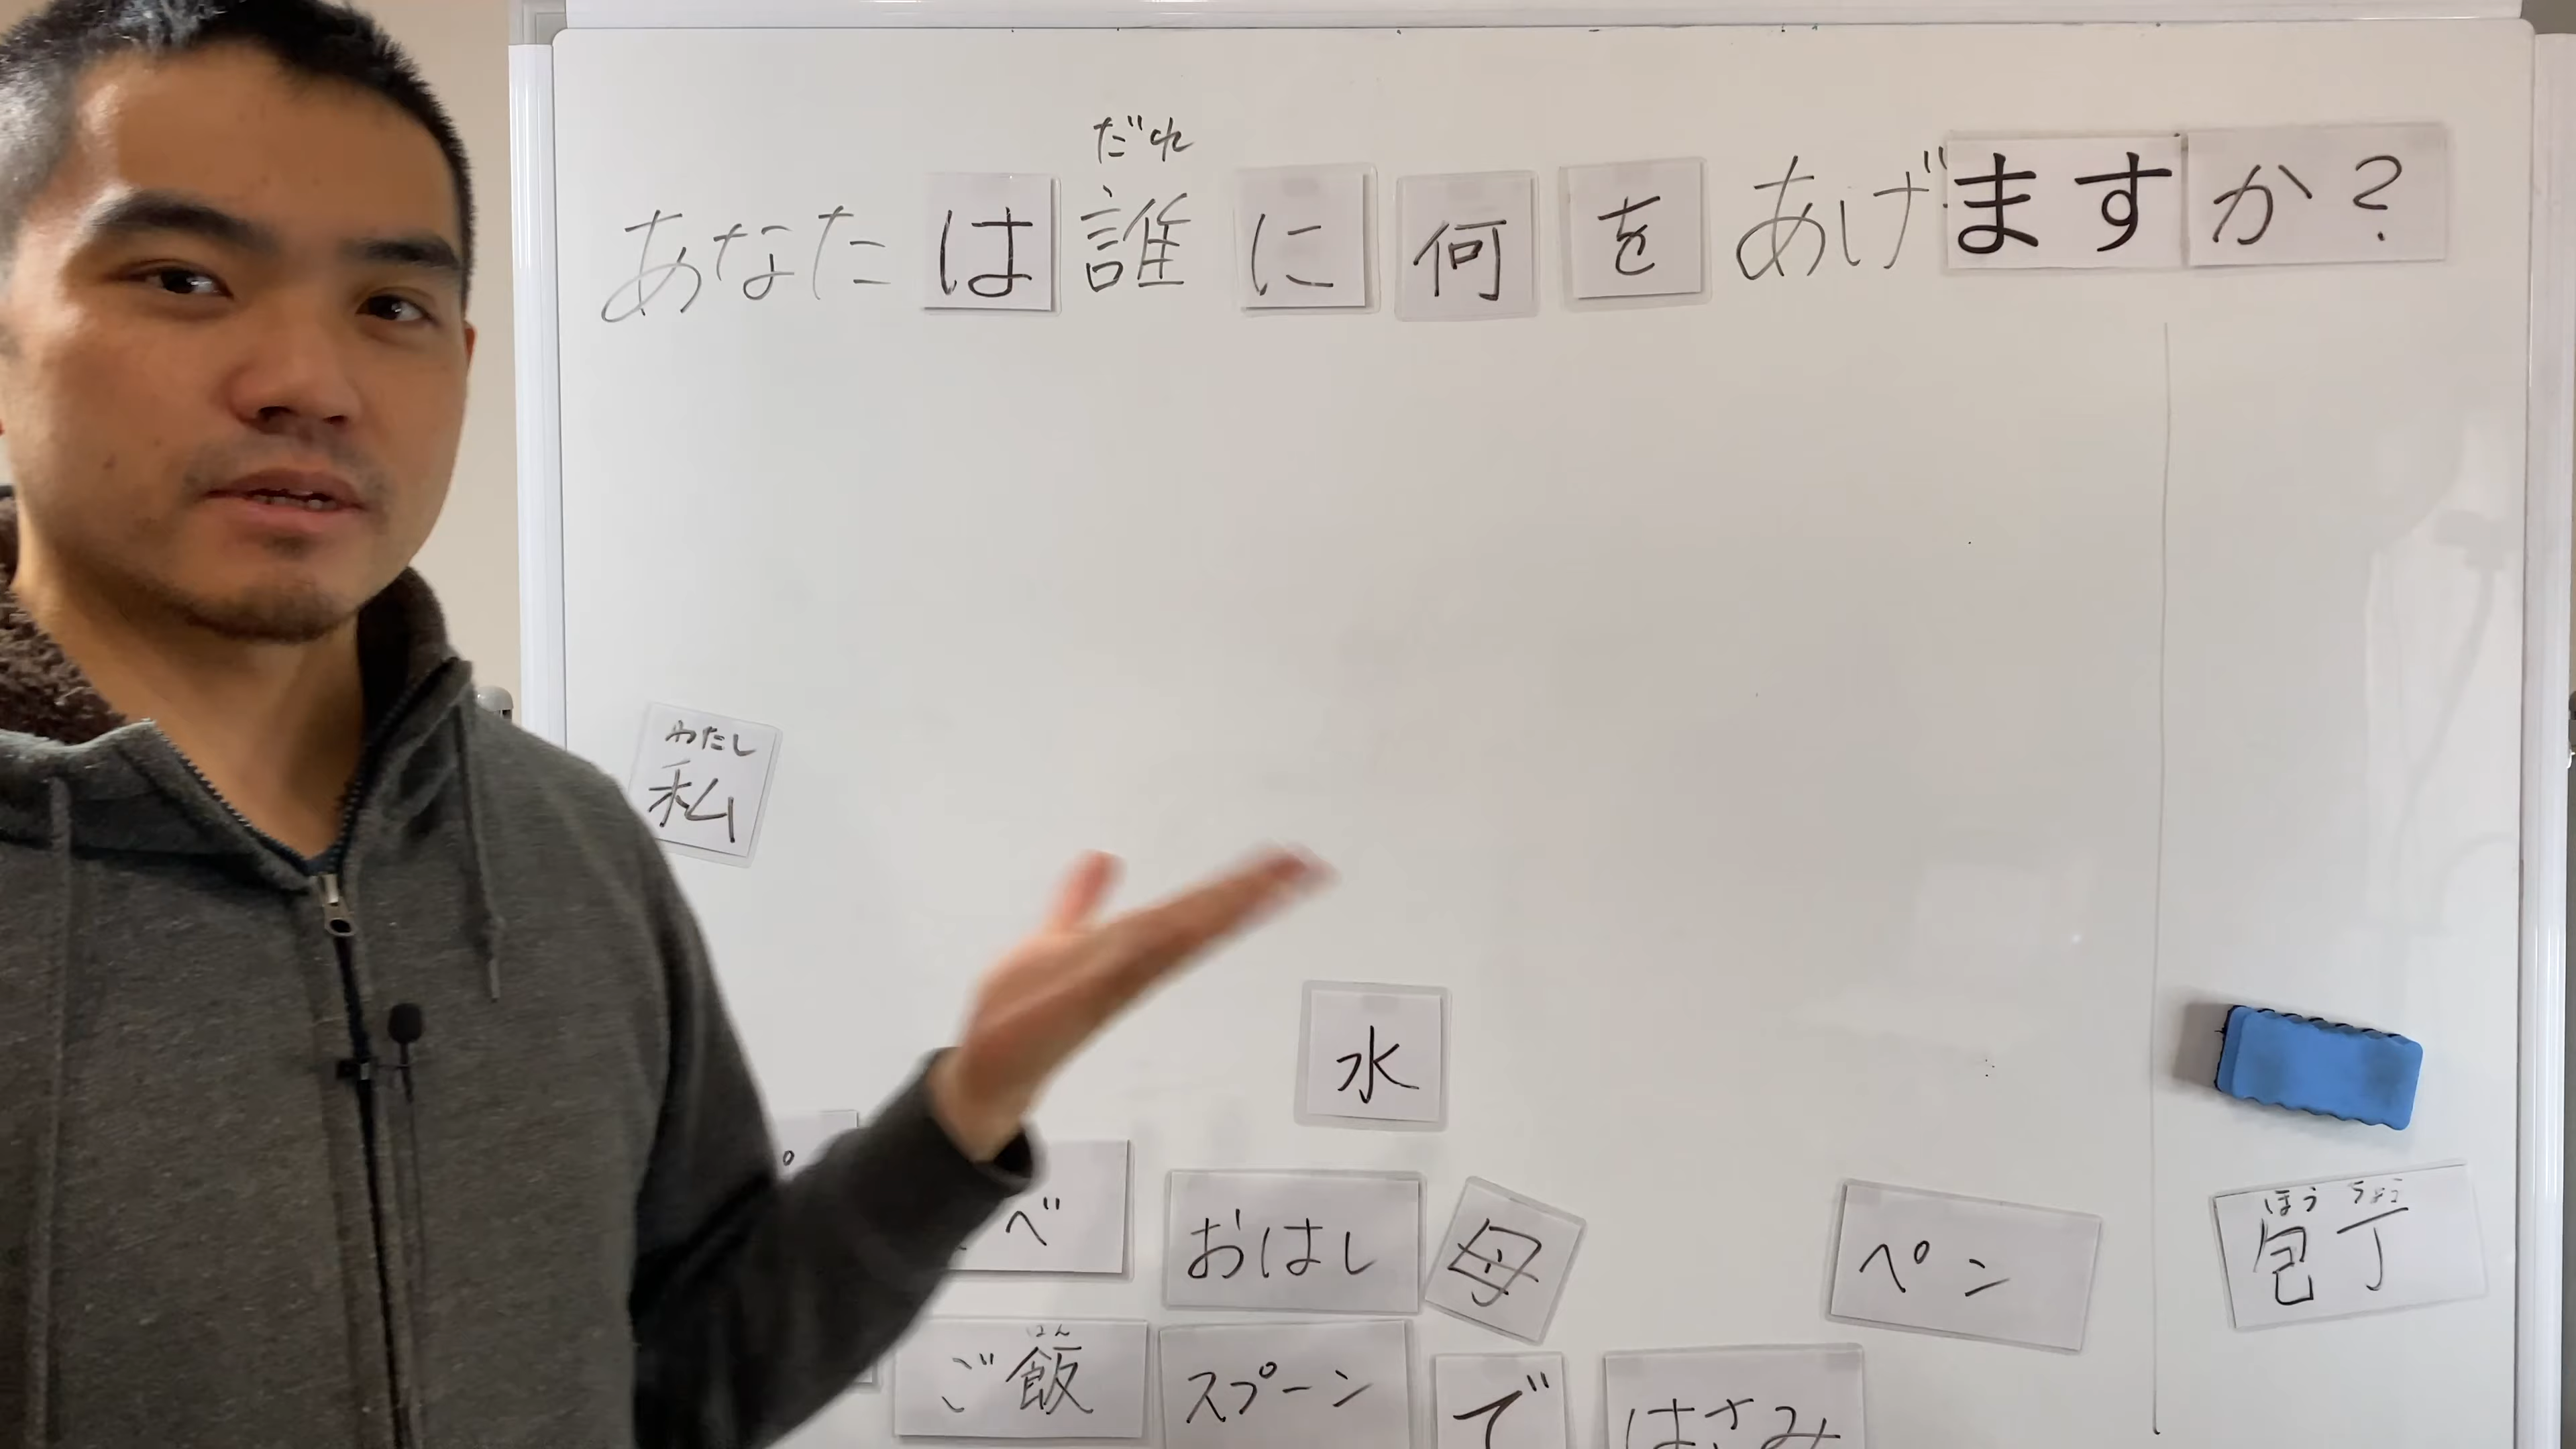 だれ
あなたは誰に何をあげますか?
わたし
私
水
べ
おはし
母
ペン
ほうちょう
包丁
はん
ご飯
スプーン
で
はさみ